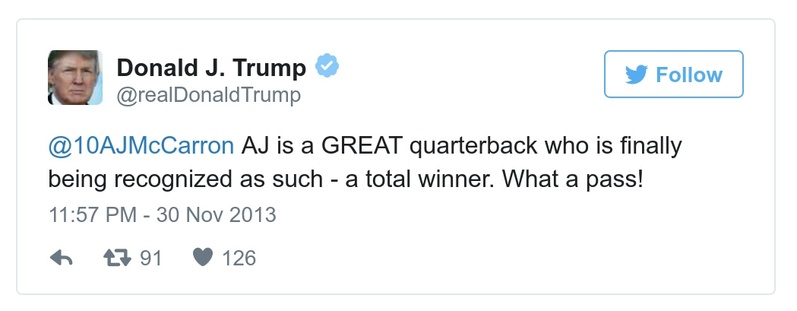 Donald J. Trump
@realDonaldTrump
Follow
@10AJMcCarron AJ is a GREAT quarterback who is finally
being recognized as such - a total winner. What a pass!
11:57 PM - 30 Nov 2013
91 126